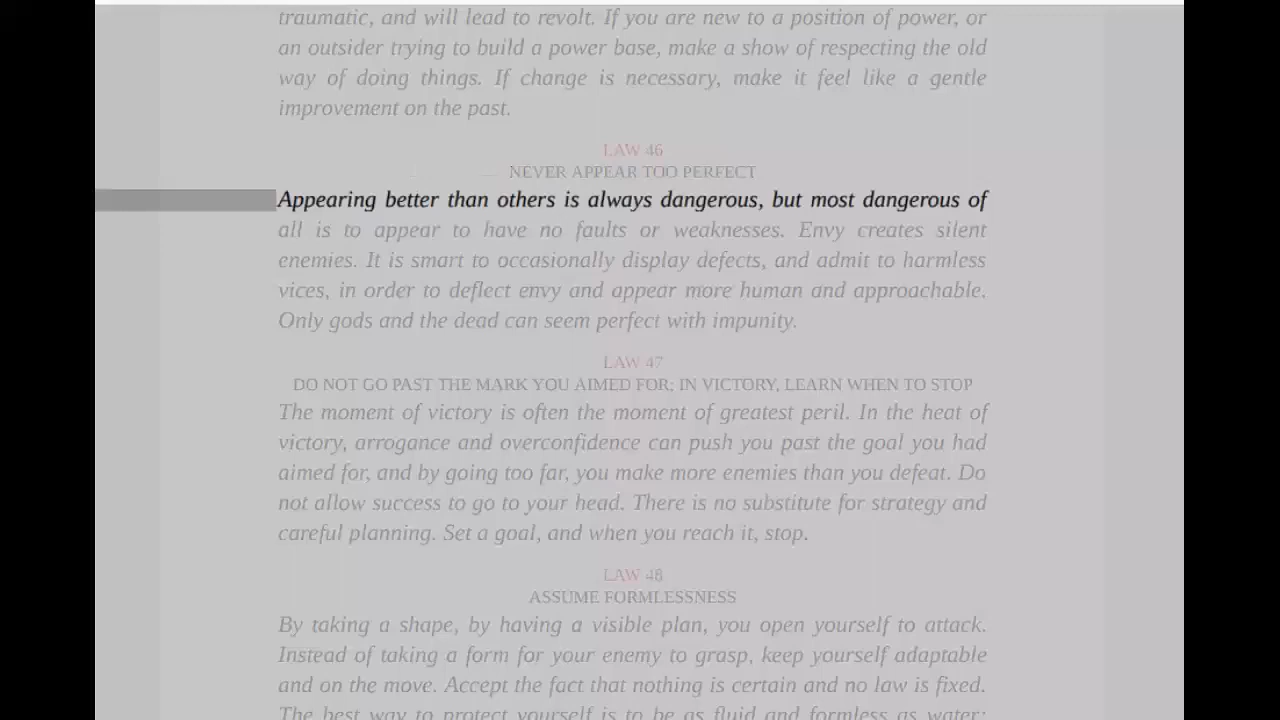 traumatic, and will lead to revolt. If you are new to a position of power, or
an outsider trying to build a power base, make a show of respecting the old
way of doing things. If change is necessary, make it feel like a gentle
improvement on the past.
LAW 46
NEVER APPEAR TOO PERFECT
Appearing better than others is always dangerous, but most dangerous of
all is to appear to have no faults or weaknesses. Envy creates silent
enemies. It is smart to occasionally display defects, and admit to harmless
vices, in order to deflect envy and appear more human and approachable.
Only gods and the dead can seem perfect with impunity.
LAW 47
DO NOT GO PAST THE MARK YOU AIMED FOR; IN VICTORY, LEARN WHEN TO STOP
The moment of victory is often the moment of greatest peril. In the heat of
victory, arrogance and overconfidence can push you past the goal you had
aimed for, and by going too far, you make more enemies than you defeat. Do
not allow success to go to your head. There is no substitute for strategy and
careful planning. Set a goal, and when you reach it, stop.
LAW 48
ASSUME FORMLESSNESS
By taking a shape, by having a visible plan, you open yourself to attack.
Instead of taking a form for your enemy to grasp, keep yourself adaptable
and on the move. Accept the fact that nothing is certain and no law is fixed.
The best way to protect yourself is to be as fluid and formless as water;